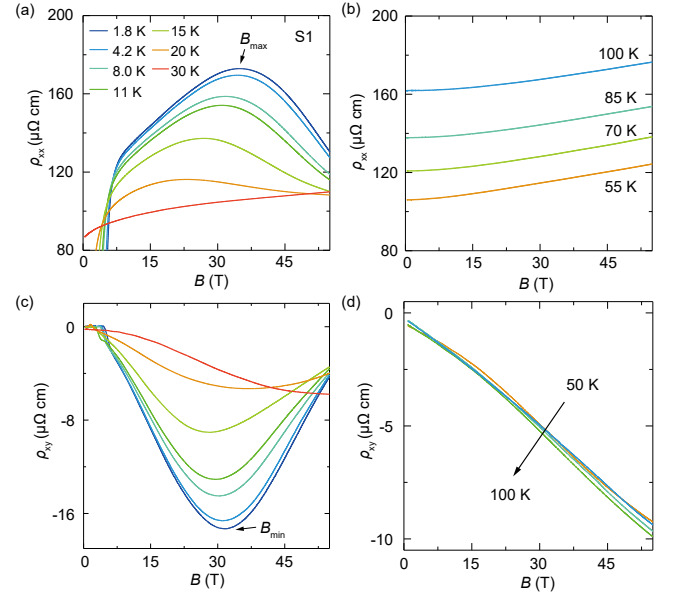 (a)
S1
1.8 K
4.2 K
8.0 K
11 K
15 K
20 K
30 K
Bmax
200
160
120
80
ρxx (μΩ cm)
0
15
30
45
B (T)
(b)
200
160
120
80
ρxx (μΩ cm)
100 K
85 K
70 K
55 K
0
15
30
45
B (T)
(c)
0
-8
-16
ρxy (μΩ cm)
Bmin
0
15
30
45
B (T)
(d)
0
-5
-10
ρxy (μΩ cm)
50 K
100 K
0
15
30
45
B (T)